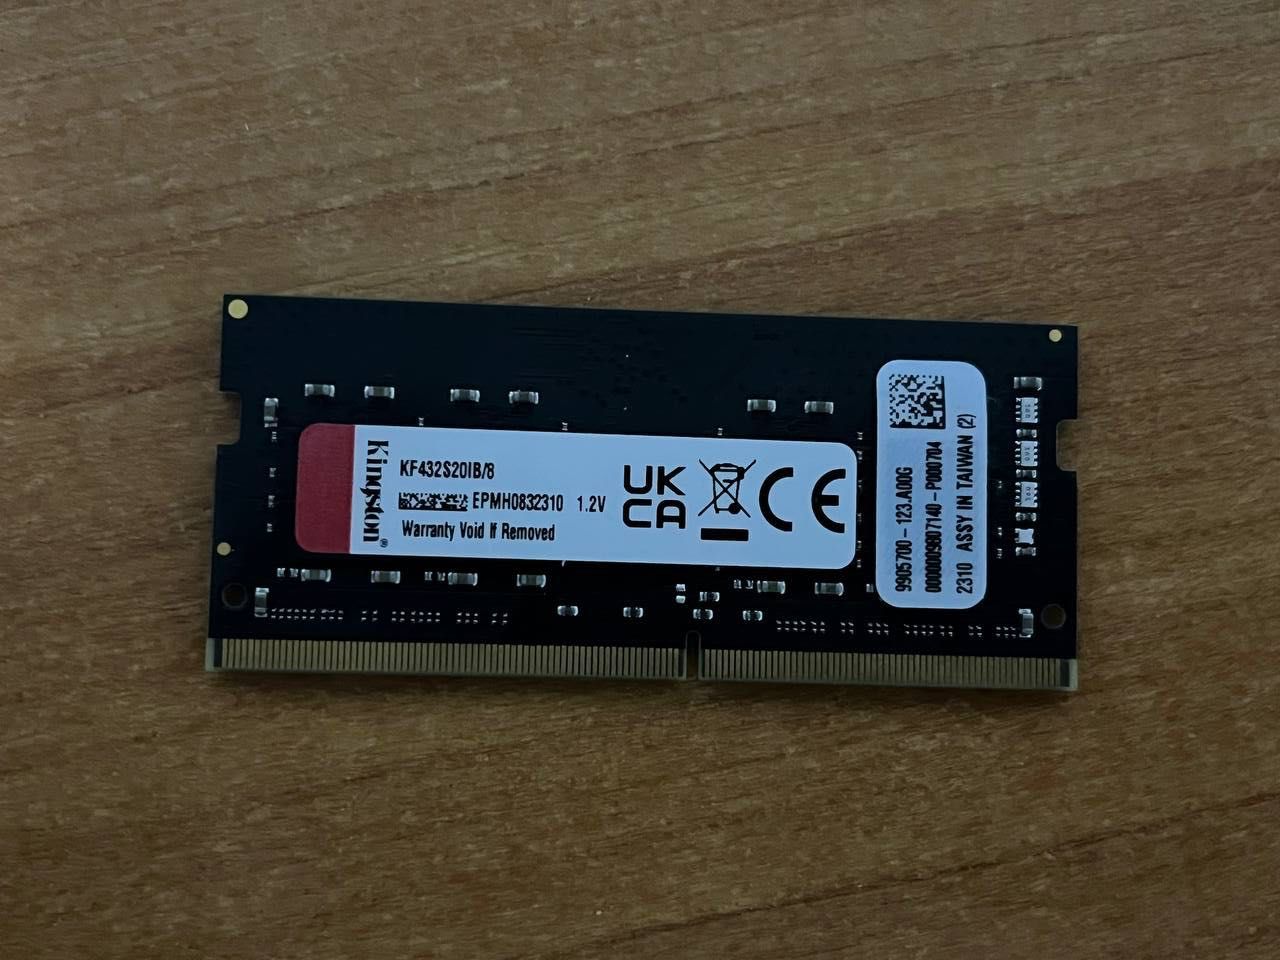 Kingston®
KF432S20IB/8
EPMH0832310 1.2V
Warranty Void If Removed
UK
CA
CE
9905700-123.A00G
0000009807140-P000704
2310 ASSY IN TAIWAN (2)